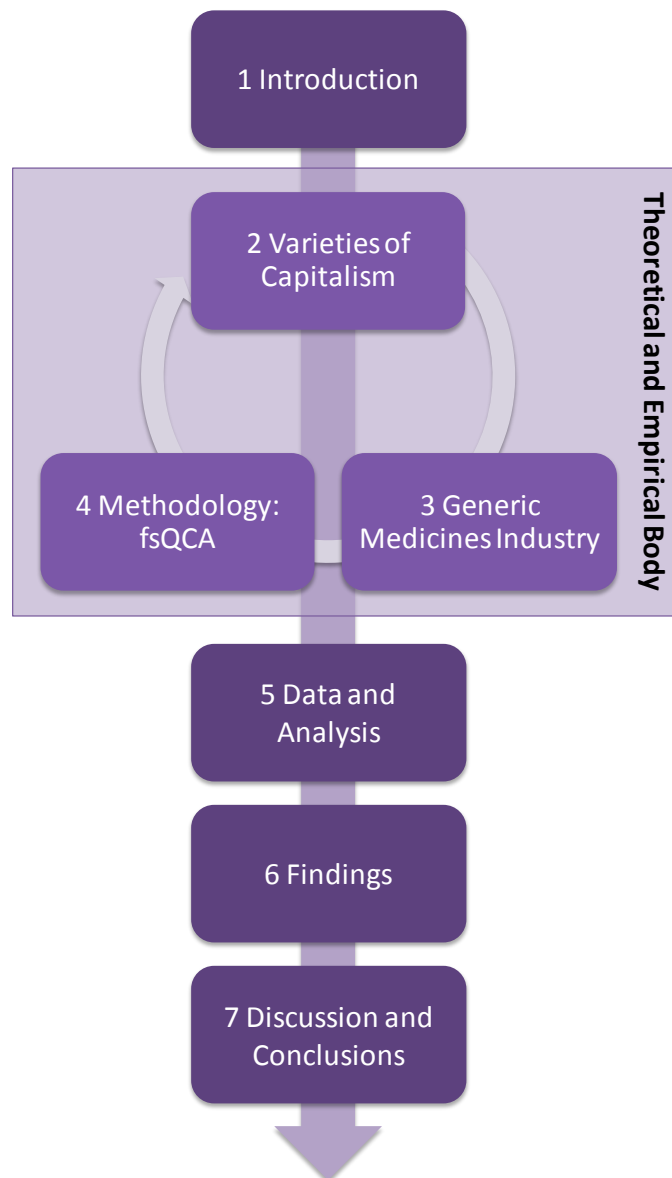 1 Introduction
2 Varieties of
Capitalism
Theoretical and Empirical Body
4 Methodology:
fsQCA
3 Generic
Medicines Industry
5 Data and
Analysis
6 Findings
7 Discussion and
Conclusions